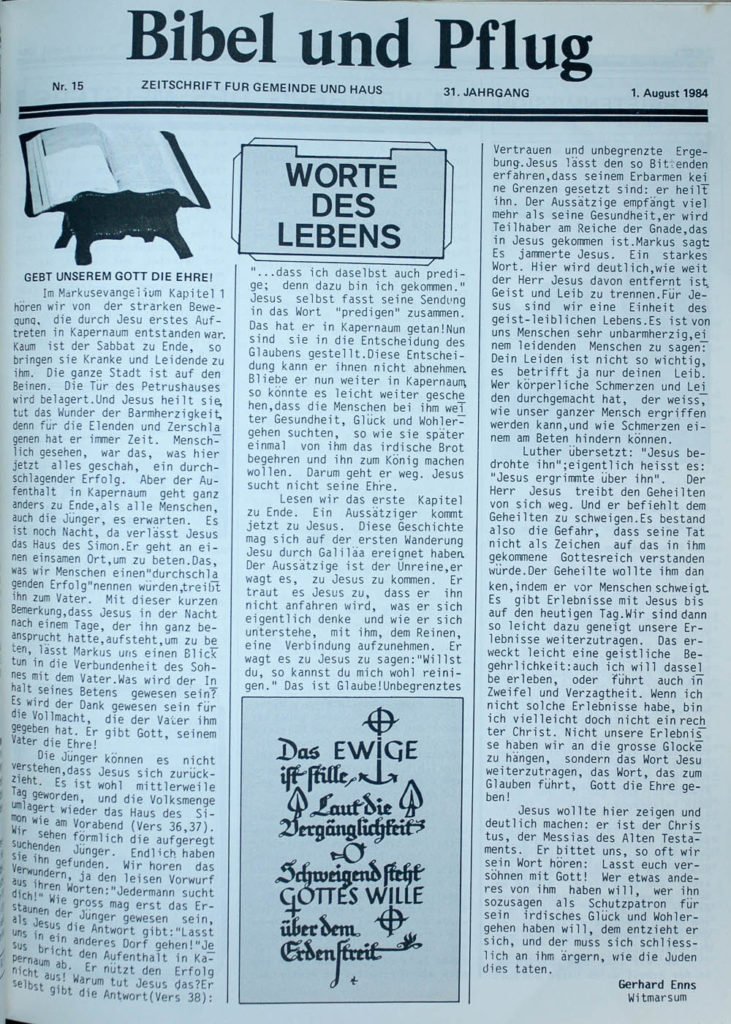 Bibel und Pflug
Nr. 15 ZEITSCHRIFT FUR GEMEINDE UND HAUS 31. JAHRGANG 1. August 1984
GEBT UNSEREM GOTT DIE EHRE!
Im Markusevangelium Kapitel 1
hören wir von der strarken Bewe-
gung, die durch Jesu erstes Auf-
treten in Kapernaum entstanden war.
Kaum ist der Sabbat zu Ende, so
bringen sie Kranke und Leidende zu
ihm. Die ganze Stadt ist auf den
Beinen. Die Tür des Petrushauses
wird belagert.Und Jesus heilt sie,
tut das Wunder der Barmherzigkeit,
denn für die Elenden und Zerschla
genen hat er immer Zeit. Mensch-
lich gesehen, war das, was hier
jetzt alles geschah, ein durch-
schlagender Erfolg. Aber der Au-
fenthalt in Kapernaum geht ganz
anders zu Ende,als alle Menschen,
auch die Jünger, es erwarten. Es
ist noch Nacht, da verlässt Jesus
das Haus des Simon.Er geht an ei-
nen einsamen Ort,um zu beten.Das,
was wir Menschen einen"durchschla
genden Erfolg"nennen würden,treibt
ihn zum Vater. Mit dieser kurzen
Bemerkung,dass Jesus in der Nacht
nach einem Tage, der ihn ganz be-
ansprucht hatte,aufsteht,um zu be
ten, lässt Markus uns einen Blick
tun in die Verbundenheit des Soh-
nes mit dem Vater.Was wird der In
halt seines Betens gewesen sein?
Es wird der Dank gewesen sein für
die Vollmacht, die der Vater ihm
gegeben hat. Er gibt Gott, seinem
Vater die Ehre!
Die Jünger können es nicht
verstehen,dass Jesus sich zurück-
zieht. Es ist wohl mittlerweile
Tag geworden, und die Volksmenge
umlagert wieder das Haus des Si-
mon wie am Vorabend (Vers 36,37).
Wir sehen förmlich die aufgeregt
suchenden Jünger. Endlich haben
sie ihn gefunden. Wir horen das
Verwundern, ja den leisen Vorwurf
aus ihren Worten:"Jedermann sucht
dich!" Wie gross mag erst das Er-
staunen der Jünger gewesen sein,
als Jesus die Antwort gibt:"Lasst
uns in ein anderes Dorf gehen!"Je
sus bricht den Aufenthalt in Ka-
pernaum ab. Er nützt den Erfolg
nicht aus! Warum tut Jesus das?Er
selbst gibt die Antwort(Vers 38):
WORTE
DES
LEBENS
"...dass ich daselbst auch predi-
ge; denn dazu bin ich gekommen."
Jesus selbst fasst seine Sendung
in das Wort "predigen" zusammen.
Das hat er in Kapernaum getan!Nun
sind sie in die Entscheidung des
Glaubens gestellt.Diese Entschei-
dung kann er ihnen nicht abnehmen.
Bliebe er nun weiter in Kapernaum,
so könnte es leicht weiter gesche
hen,dass die Menschen bei ihm wei
ter Gesundheit, Glück und Wohler-
gehen suchten, so wie sie später
einmal von ihm das irdische Brot
begehren und ihn zum König machen
wollen. Darum geht er weg. Jesus
sucht nicht seine Ehre.
Lesen wir das erste Kapitel
zu Ende. Ein Aussätziger kommt
jetzt zu Jesus. Diese Geschichte
mag sich auf der ersten Wanderung
Jesu durch Galiläa ereignet haben.
Der Aussätzige ist der Unreine,er
wagt es, zu Jesus zu kommen. Er
traut es Jesus zu, dass er ihn
nicht anfahren wird, was er sich
eigentlich denke und wie er sich
unterstehe, mit ihm, dem Reinen,
eine Verbindung aufzunehmen. Er
wagt es zu Jesus zu sagen:"Willst
du, so kannst du mich wohl reini-
gen." Das ist Glaube!Unbegrenztes
Das EWIGE
ist stille,
Laut die
Vergänglichkeit
Schweigend steht
GOTTES WILLE
über dem
Erdenstreit
Vertrauen und unbegrenzte Erge-
bung.Jesus lässt den so Bittenden
erfahren,dass seinem Erbarmen kei
ne Grenzen gesetzt sind: er heilt
ihn. Der Aussätzige empfängt viel
mehr als seine Gesundheit,er wird
Teilhaber am Reiche der Gnade,das
in Jesus gekommen ist.Markus sagt:
Es jammerte Jesus. Ein starkes
Wort. Hier wird deutlich,wie weit
der Herr Jesus davon entfernt ist,
Geist und Leib zu trennen.Für Je-
sus sind wir eine Einheit des
geist-leiblichen Lebens.Es ist von
uns Menschen sehr unbarmherzig,ei
nem leidenden Menschen zu sagen:
Dein Leiden ist nicht so wichtig,
es betrifft ja nur deinen Leib.
Wer körperliche Schmerzen und Lei
den durchgemacht hat, der weiss,
wie unser ganzer Mensch ergriffen
werden kann,und wie Schmerzen ei-
nem am Beten hindern können.
Luther übersetzt: "Jesus be-
drohte ihn";eigentlich heisst es:
"Jesus ergrimmte über ihn". Der
Herr Jesus treibt den Geheilten
von sich weg. Und er befiehlt dem
Geheilten zu schweigen.Es bestand
also die Gefahr, dass seine Tat
nicht als Zeichen auf das in ihm
gekommene Gottesreich verstanden
würde.Der Geheilte wollte ihm dan
ken,indem er vor Menschen schweigt.
Es gibt Erlebnisse mit Jesus bis
auf den heutigen Tag.Wir sind dann
so leicht dazu geneigt unsere Er-
lebnisse weiterzutragen. Das er-
weckt leicht eine geistliche Be-
gehrlichkeit:auch ich will dassel
be erleben, oder führt auch in
Zweifel und Verzagtheit. Wenn ich
nicht solche Erlebnisse habe, bin
ich vielleicht doch nicht ein rech
ter Christ. Nicht unsere Erlebnis
se haben wir an die grosse Glocke
zu hängen, sondern das Wort Jesu
weiterzutragen, das Wort, das zum
Glauben führt, Gott die Ehre ge-
ben!
Jesus wollte hier zeigen und
deutlich machen: er ist der Chris
tus, der Messias des Alten Testa-
ments. Er bittet uns, so oft wir
sein Wort hören: Lasst euch ver-
söhnen mit Gott! Wer etwas ande-
res von ihm haben will, wer ihn
sozusagen als Schutzpatron für
sein irdisches Glück und Wohler-
gehen haben will, dem entzieht er
sich, und der muss sich schliess-
lich an ihm ärgern, wie die Juden
dies taten.
Gerhard Enns
Witmarsum